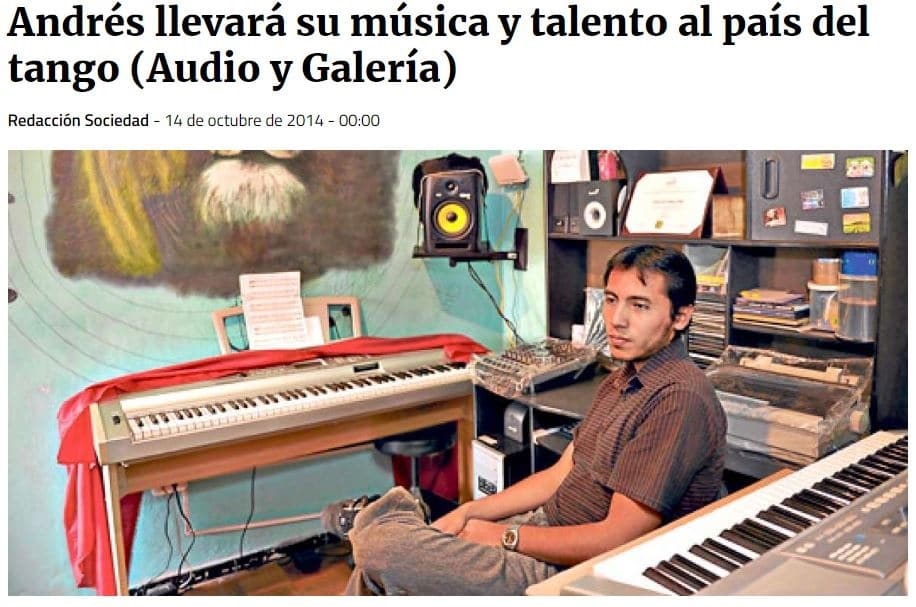 Andrés llevará su música y talento al país del
tango (Audio y Galería)
Redacción Sociedad - 14 de octubre de 2014 - 00:00